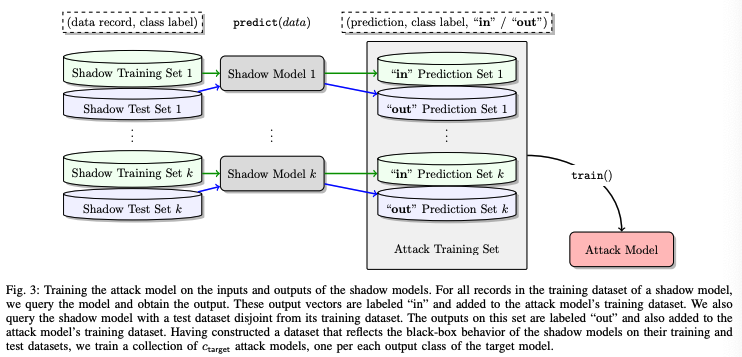 (data record, class label) predict(data) (prediction, class label, “in” / “out”)
Shadow Training Set 1 Shadow Model 1 “in” Prediction Set 1
Shadow Test Set 1 “out” Prediction Set 1
⋮ ⋮ ⋮
Shadow Training Set k Shadow Model k “in” Prediction Set k
train()
Shadow Test Set k “out” Prediction Set k
Attack Training Set Attack Model
Fig. 3: Training the attack model on the inputs and outputs of the shadow models. For all records in the training dataset of a shadow model,
we query the model and obtain the output. These output vectors are labeled “in” and added to the attack model’s training dataset. We also
query the shadow model with a test dataset disjoint from its training dataset. The outputs on this set are labeled “out” and also added to the
attack model’s training dataset. Having constructed a dataset that reflects the black-box behavior of the shadow models on their training and
test datasets, we train a collection of c_target attack models, one per each output class of the target model.